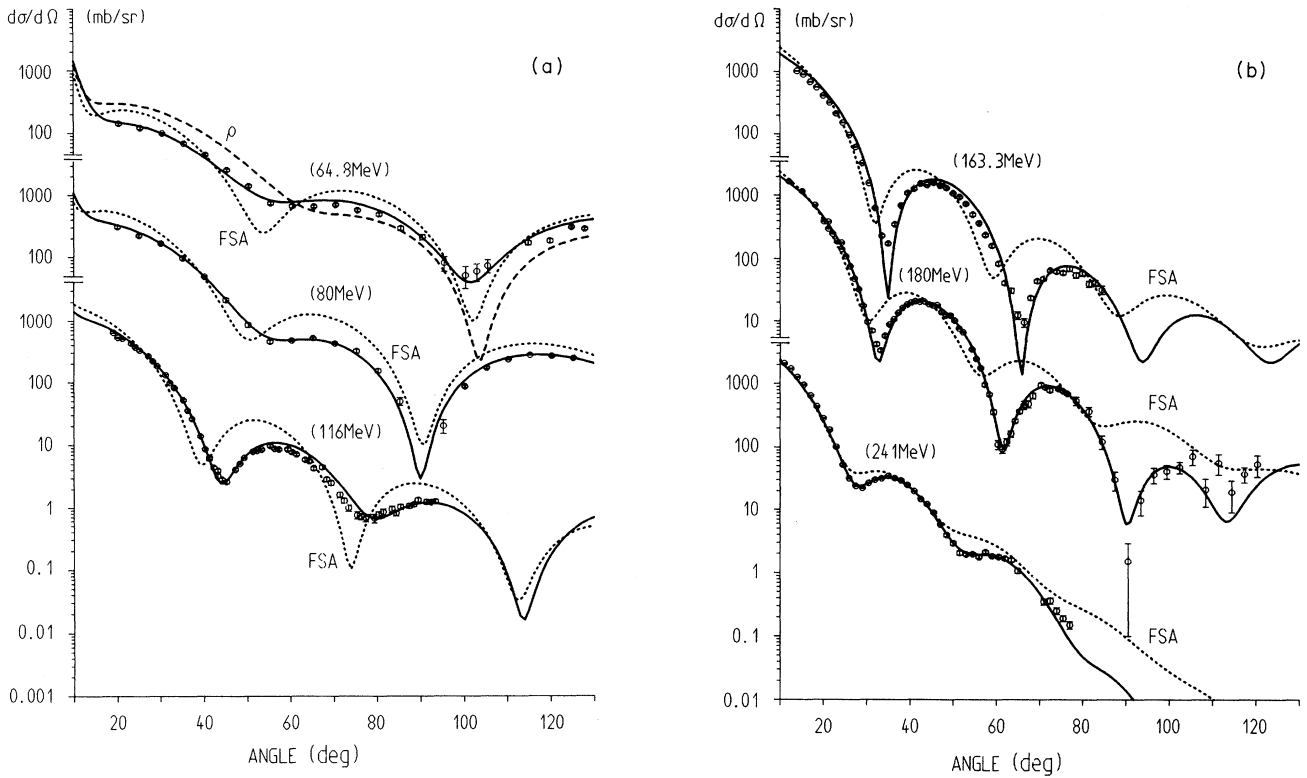 dσ/dΩ (mb/sr)
(a)
1000
100
ρ
(64.8MeV)
FSA
1000
100
(80MeV)
FSA
1000
100
10
(116MeV)
1
FSA
0.1
0.01
0.001
20 40 60 80 100 120
ANGLE (deg)
dσ/dΩ (mb/sr)
(b)
1000
100
(163.3MeV)
1000
100
(180MeV)
FSA
10
1000
FSA
100
(241MeV)
10
1
FSA
0.1
0.01
20 40 60 80 100 120
ANGLE (deg)